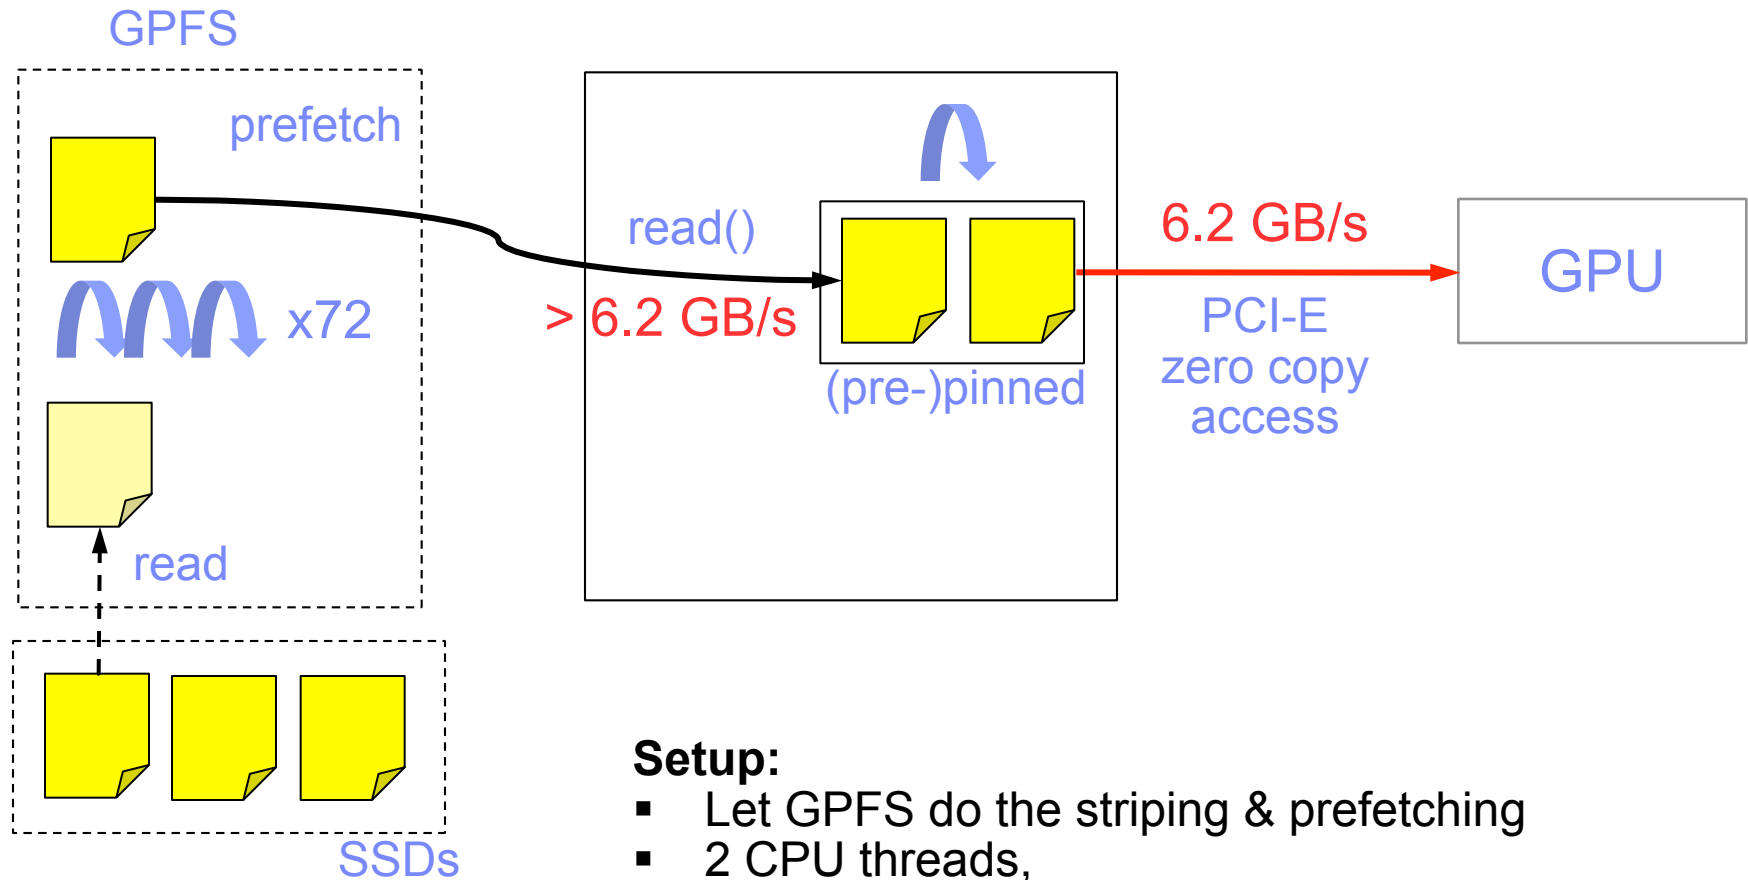 GPFS
prefetch
read()
6.2 GB/s
GPU
x72
> 6.2 GB/s
PCI-E
zero copy
access
(pre-)pinned
read
SSDs
Setup:
▪ Let GPFS do the striping & prefetching
▪ 2 CPU threads,